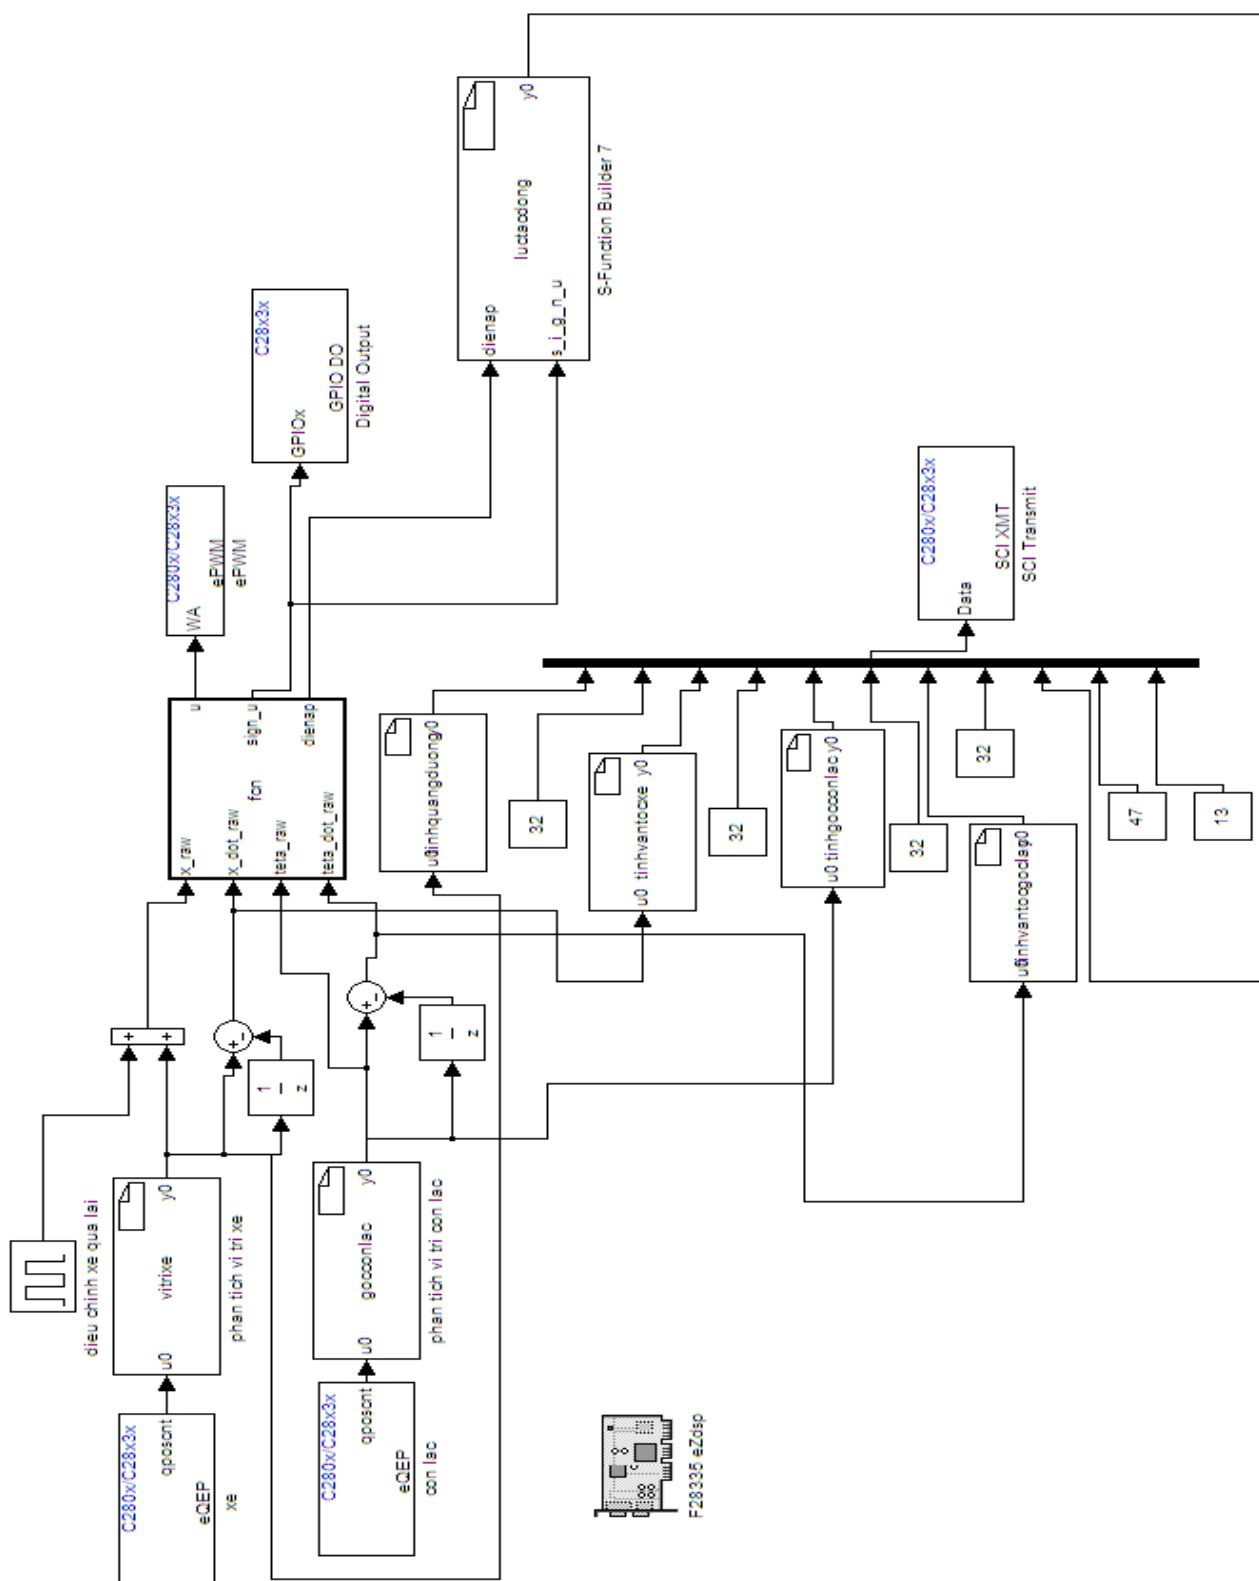 C280x/C28x3x
qposcnt
eQEP
xe
u0
vitrixe
y0
phan tich vi tri xe
dieu chinh xe qua lai
+
+
+
-
1
z
C280x/C28x3x
qposcnt
eQEP
con lac
u0
gocconlac
y0
phan tich vi tri con lac
+
-
1
z
x_raw
x_dot_raw
teta_raw
teta_dot_raw
fcn
u
sign_u
dienap
C280x/C28x3x
WA
ePWM
ePWM
C28x3x
GPIOx
GPIO DO
Digital Output
dienap
s_i_g_n_u
luctacdong
y0
S-Function Builder 7
tinhquangduong
y0
32
u0
tinhvantocxe
y0
32
u0
tinhgocconlac
y0
32
32
47
13
C280x/C28x3x
Data
SCI XMT
SCI Transmit
F28335 eZdsp